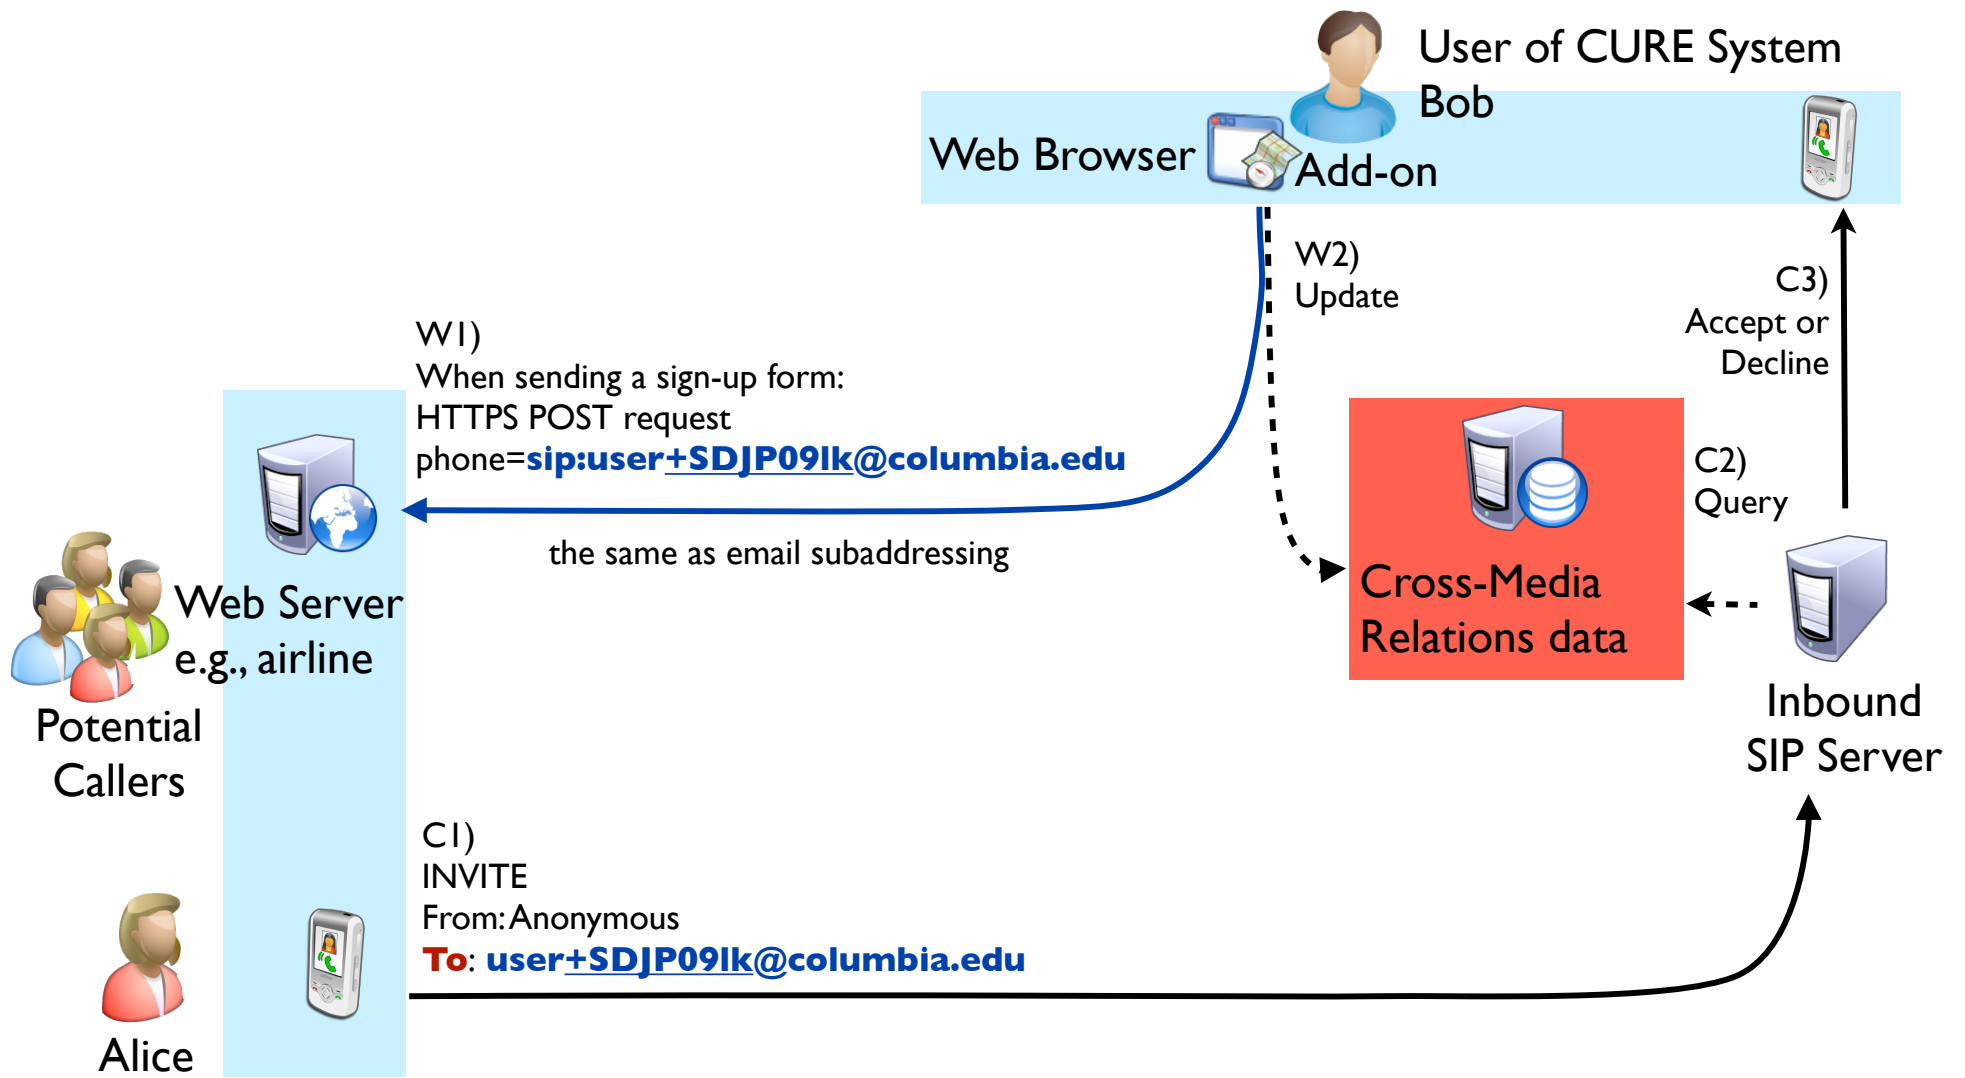 User of CURE System
Bob
Web Browser
Add-on
W2)
Update
C3)
Accept or
Decline
W1)
When sending a sign-up form:
HTTPS POST request
phone=sip:user+SDJP09lk@columbia.edu
the same as email subaddressing
C2)
Query
Cross-Media
Relations data
Web Server
e.g., airline
Potential
Callers
Inbound
SIP Server
C1)
INVITE
From: Anonymous
To: user+SDJP09lk@columbia.edu
Alice